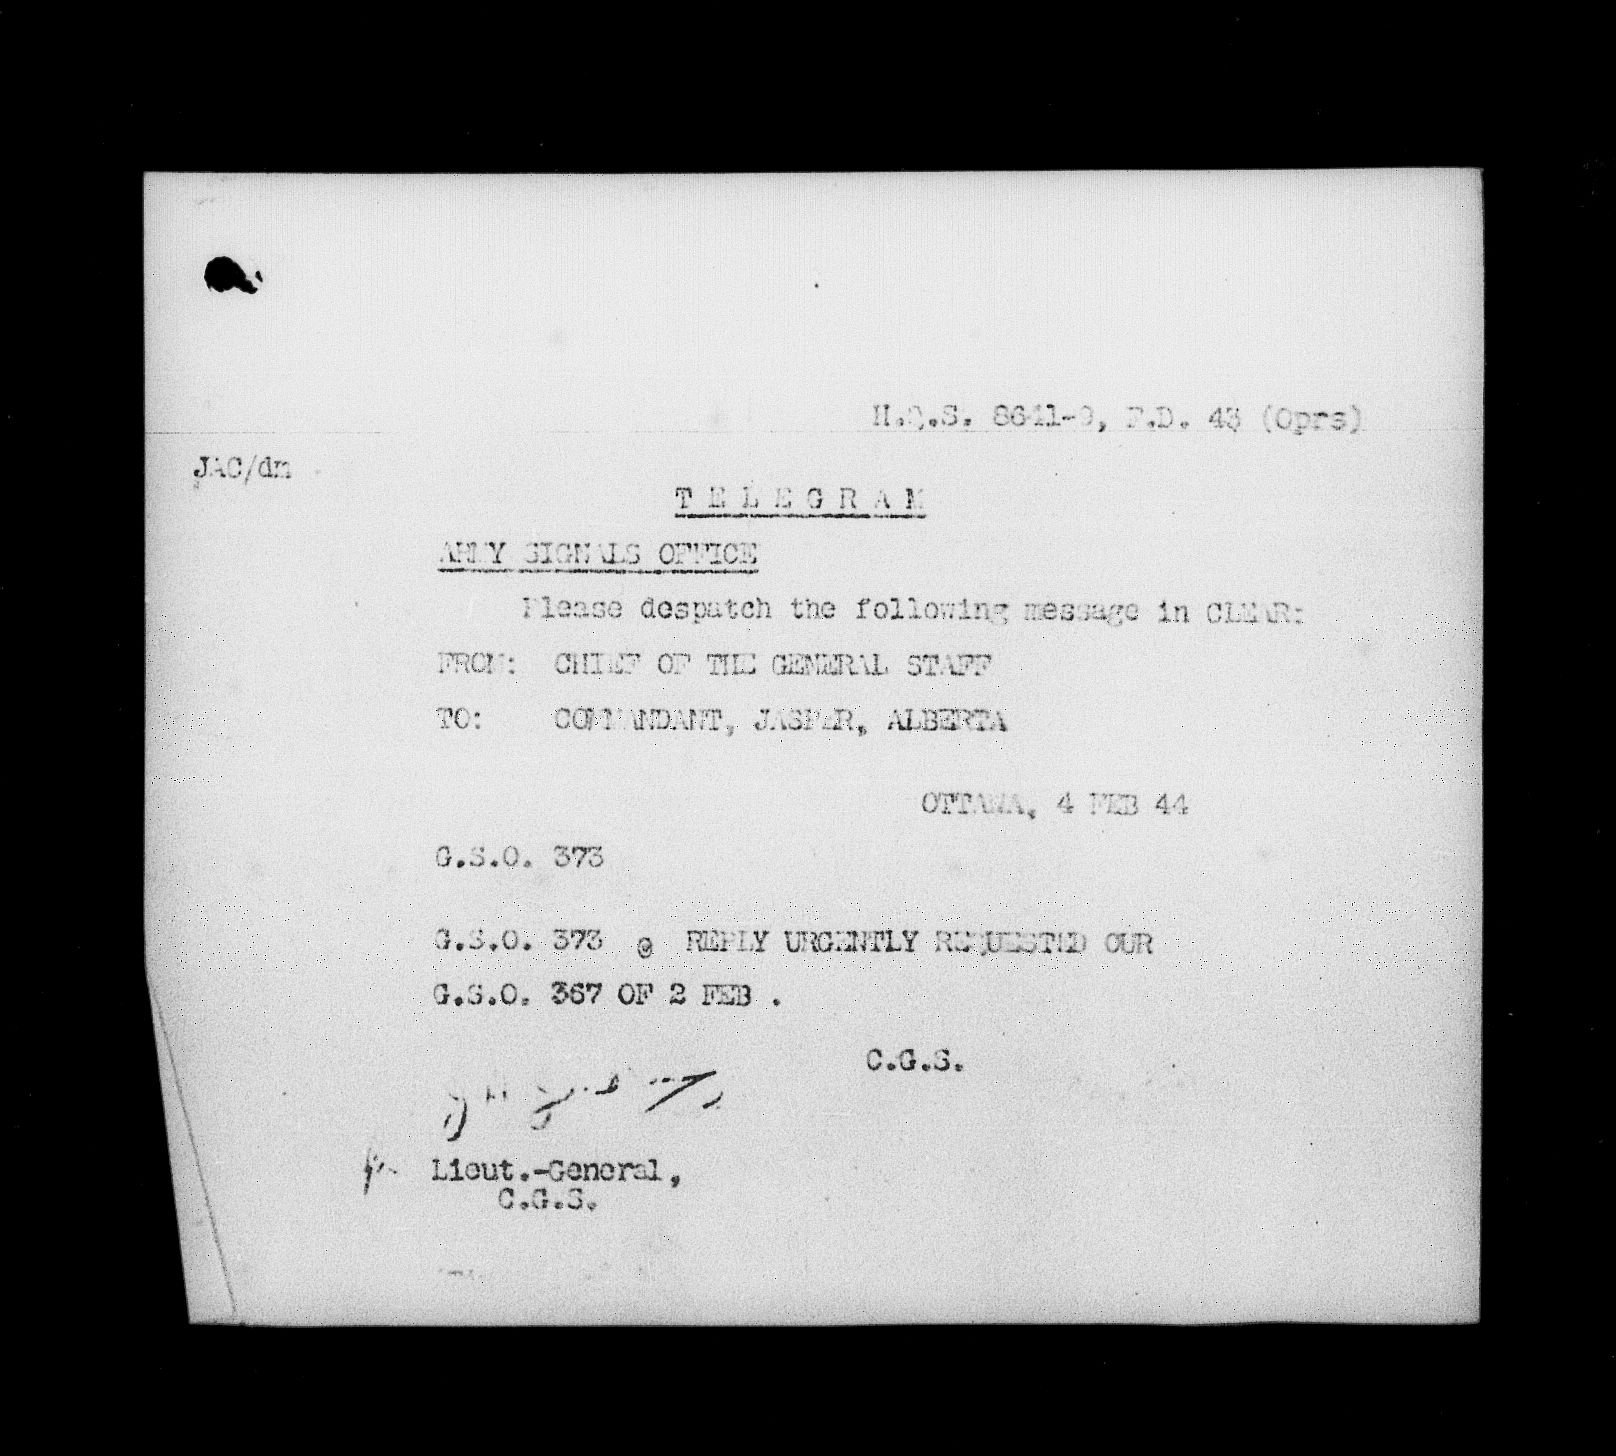 H.Q.S. 8641-9, F.D. 43 (Oprs)
JAC/dm
T E L E G R A M
ARMY SIGNALS OFFICE
Please despatch the following message in CLEAR:
FROM: CHIEF OF THE GENERAL STAFF
TO: COMMANDANT, JASPER, ALBERTA
OTTAWA, 4 FEB 44
G.S.O. 373
G.S.O. 373 @ REPLY URGENTLY REQUESTED OUR
G.S.O. 367 OF 2 FEB .
C.G.S.
Lieut.-General,
C.G.S.